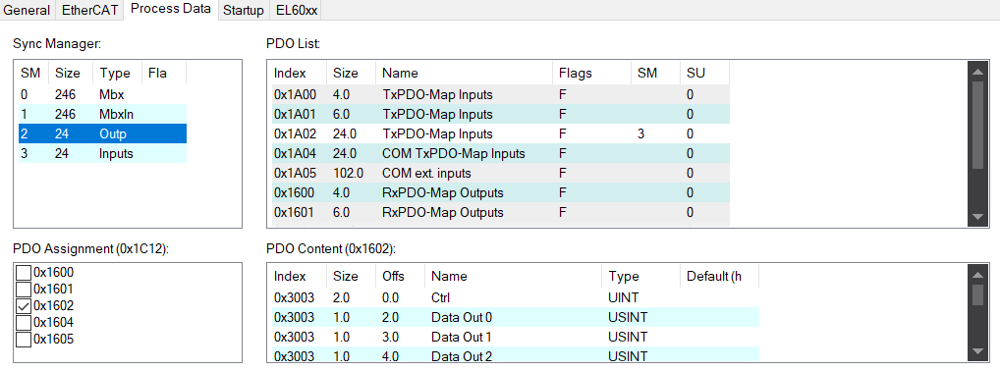 General EtherCAT Process Data Startup EL60xx
Sync Manager: PDO List:
SM Size Type Fla
0 246 Mbx
1 246 MbxIn
2 24 Outp
3 24 Inputs
Index Size Name Flags SM SU
0x1A00 4.0 TxPDO-Map Inputs F 0
0x1A01 6.0 TxPDO-Map Inputs F 0
0x1A02 24.0 TxPDO-Map Inputs F 3 0
0x1A04 24.0 COM TxPDO-Map Inputs F 0
0x1A05 102.0 COM ext. inputs F 0
0x1600 4.0 RxPDO-Map Outputs F 0
0x1601 6.0 RxPDO-Map Outputs F 0
PDO Assignment (0x1C12):
0x1600
0x1601
0x1602
0x1604
0x1605
PDO Content (0x1602):
Index Size Offs Name Type Default (h
0x3003 2.0 0.0 Ctrl UINT
0x3003 1.0 2.0 Data Out 0 USINT
0x3003 1.0 3.0 Data Out 1 USINT
0x3003 1.0 4.0 Data Out 2 USINT